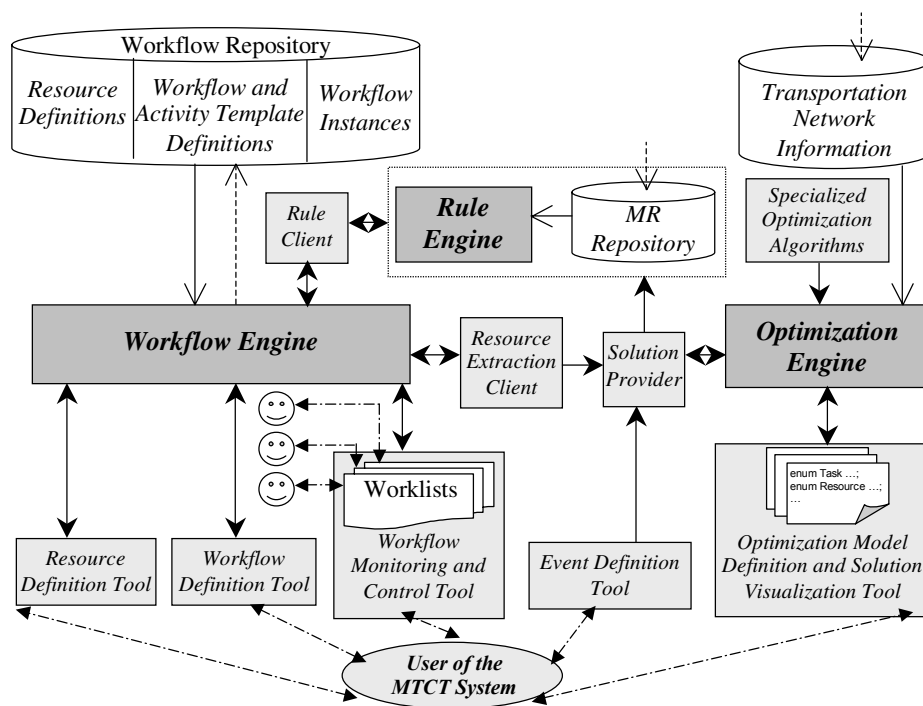 Workflow Repository
Resource
Definitions
Workflow and
Activity Template
Definitions
Workflow
Instances
Transportation
Network
Information
Rule
Client
Rule
Engine
MR
Repository
Specialized
Optimization
Algorithms
Workflow Engine
Resource
Extraction
Client
Solution
Provider
Optimization
Engine
Worklists
Workflow
Monitoring and
Control Tool
enum Task …;
enum Resource …;
…
Optimization Model
Definition and Solution
Visualization Tool
Resource
Definition Tool
Workflow
Definition Tool
Event Definition
Tool
User of the
MTCT System